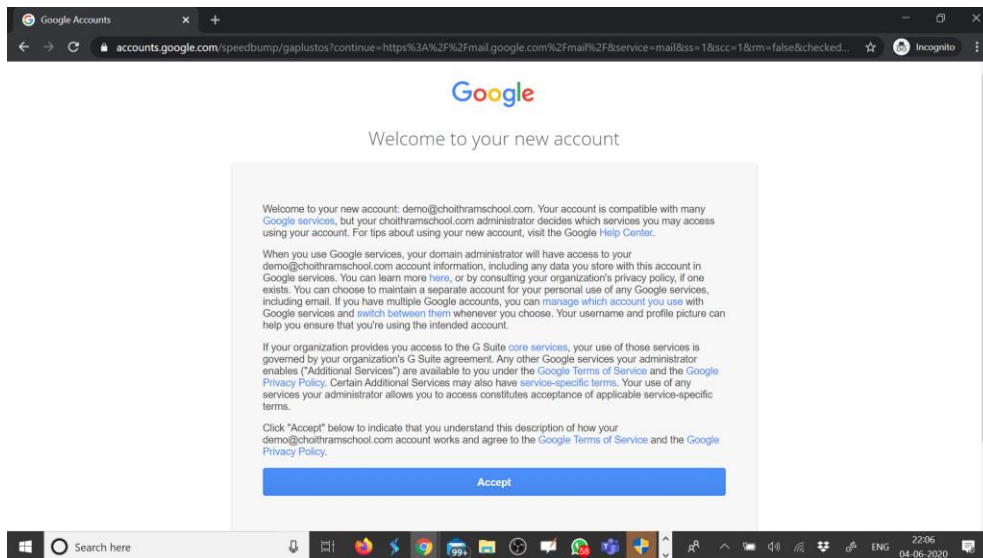 Google Accounts
accounts.google.com/speedbump/gaplustos?continue=https%3A%2F%2Fmail.google.com%2Fmail%2F&service=mail&ss=1&scc=1&rm=false&checked...
Incognito
Google
Welcome to your new account
Welcome to your new account: demo@choithramschool.com. Your account is compatible with many
Google services, but your choithramschool.com administrator decides which services you may access
using your account. For tips about using your new account, visit the Google Help Center.
When you use Google services, your domain administrator will have access to your
demo@choithramschool.com account information, including any data you store with this account in
Google services. You can learn more here, or by consulting your organization's privacy policy, if one
exists. You can choose to maintain a separate account for your personal use of any Google services,
including email. If you have multiple Google accounts, you can manage which account you use with
Google services and switch between them whenever you choose. Your username and profile picture can
help you ensure that you're using the intended account.
If your organization provides you access to the G Suite core services, your use of those services is
governed by your organization's G Suite agreement. Any other Google services your administrator
enables ("Additional Services") are available to you under the Google Terms of Service and the Google
Privacy Policy. Certain Additional Services may also have service-specific terms. Your use of any
services your administrator allows you to access constitutes acceptance of applicable service-specific
terms.
Click "Accept" below to indicate that you understand this description of how your
demo@choithramschool.com account works and agree to the Google Terms of Service and the Google
Privacy Policy.
Accept
Search here
99+
ENG
22:06
04-06-2020